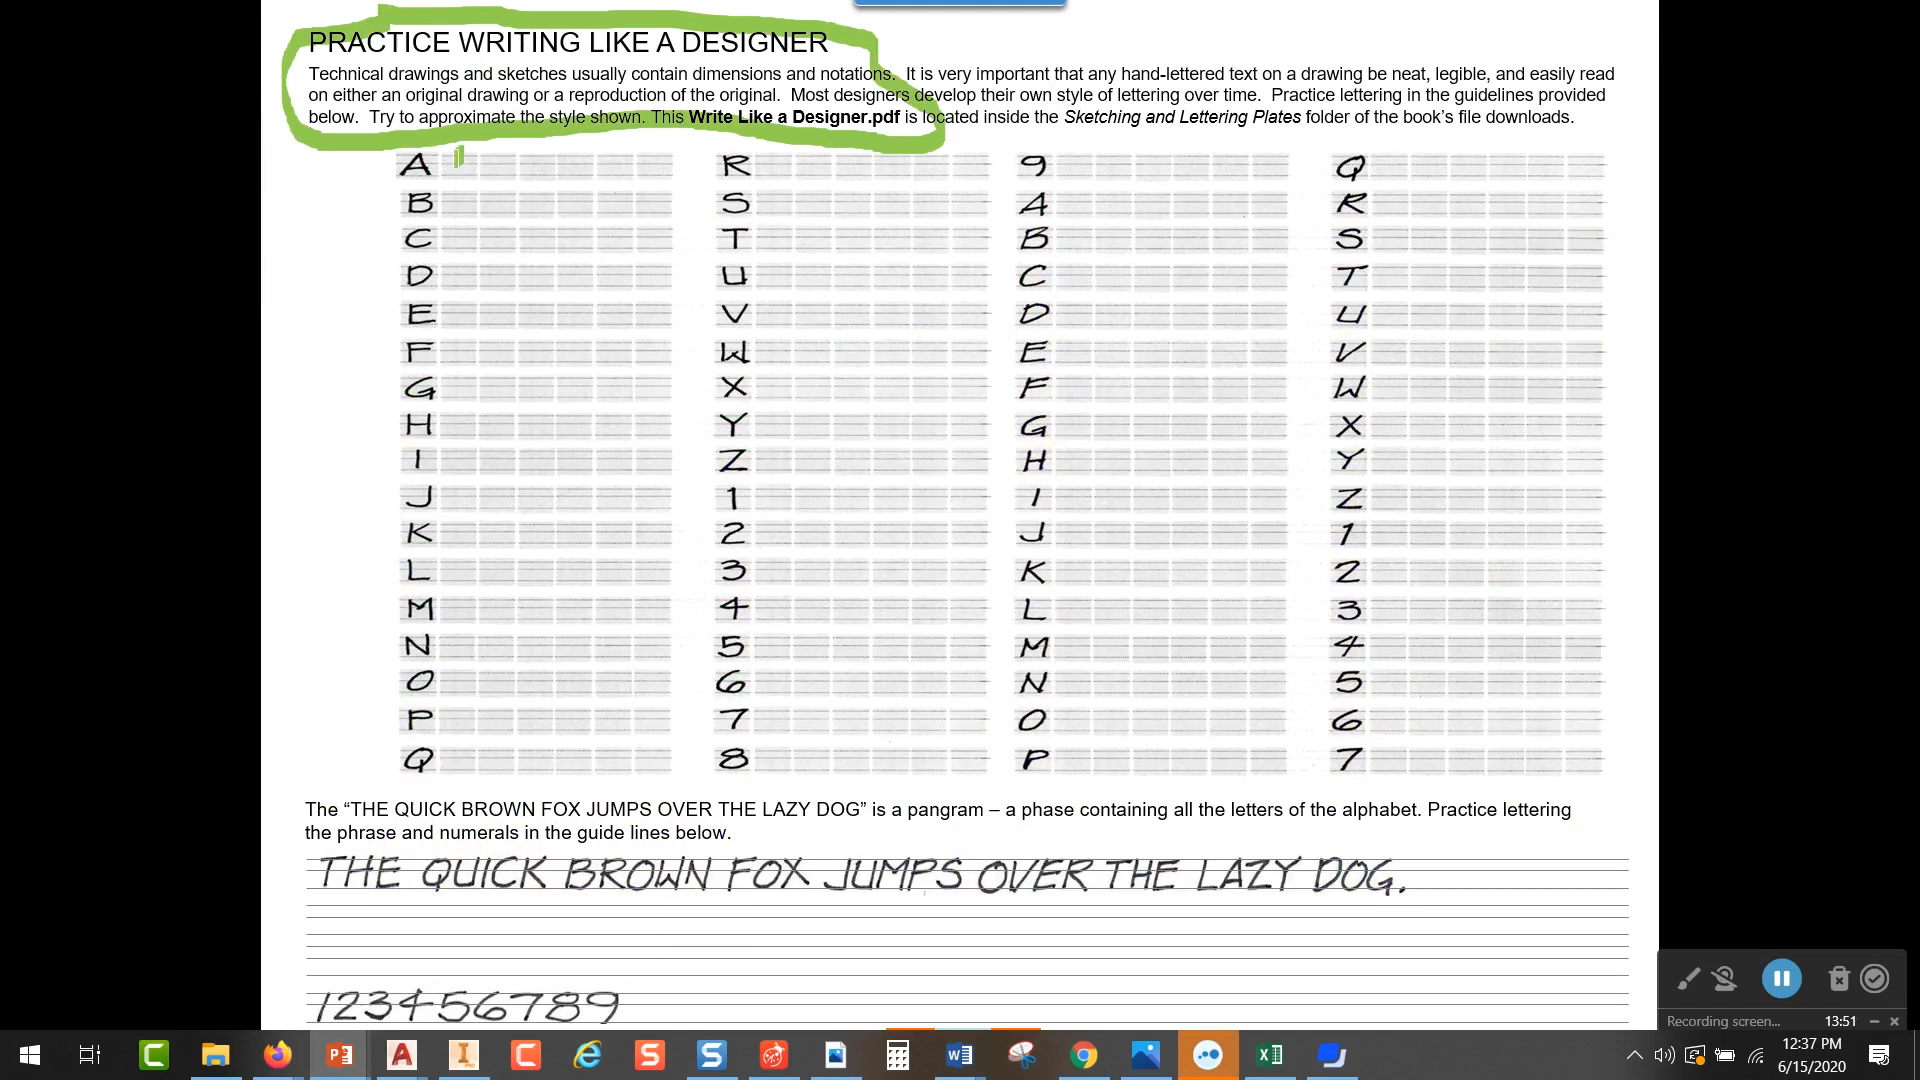 PRACTICE WRITING LIKE A DESIGNER
Technical drawings and sketches usually contain dimensions and notations. It is very important that any hand-lettered text on a drawing be neat, legible, and easily read
on either an original drawing or a reproduction of the original. Most designers develop their own style of lettering over time. Practice lettering in the guidelines provided
below. Try to approximate the style shown. This Write Like a Designer.pdf is located inside the Sketching and Lettering Plates folder of the book's file downloads.
A R 9 Q
B S A R
C T B S
D U C T
E V D U
F W E V
G X F W
H Y G X
I Z H Y
J 1 I Z
K 2 J 1
L 3 K 2
M 4 L 3
N 5 M 4
O 6 N 5
P 7 O 6
Q 8 P 7
The “THE QUICK BROWN FOX JUMPS OVER THE LAZY DOG” is a pangram – a phase containing all the letters of the alphabet. Practice lettering
the phrase and numerals in the guide lines below.
THE QUICK BROWN FOX JUMPS OVER THE LAZY DOG.
123456789
Recording screen... 13:51
12:37 PM
6/15/2020